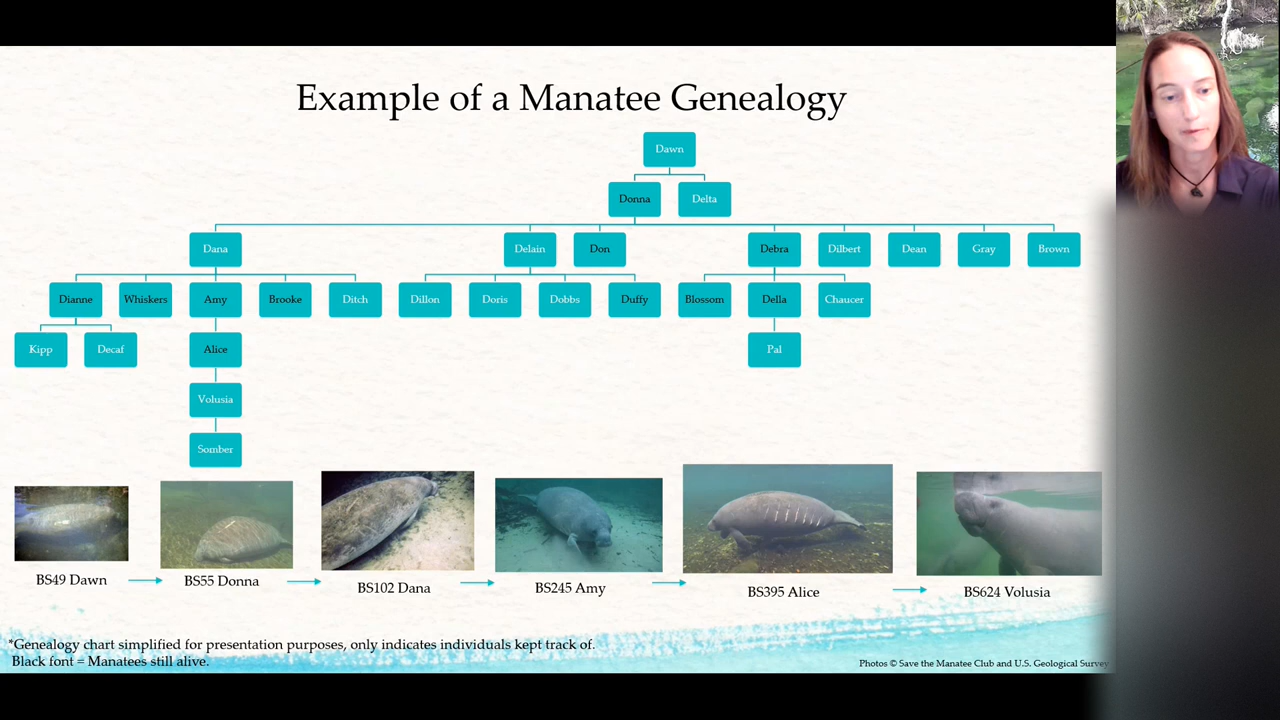 Example of a Manatee Genealogy
Dawn
Donna Delta
Dana Delain Don Debra Dilbert Dean Gray Brown
Dianne Whiskers Amy Brooke Ditch Dillon Doris Dobbs Duffy Blossom Della Chaucer
Kipp Decaf Alice Pal
Volusia
Somber
BS49 Dawn BS55 Donna BS102 Dana BS245 Amy BS395 Alice BS624 Volusia
*Genealogy chart simplified for presentation purposes, only indicates individuals kept track of.
Black font = Manatees still alive.
Photos © Save the Manatee Club and U.S. Geological Survey